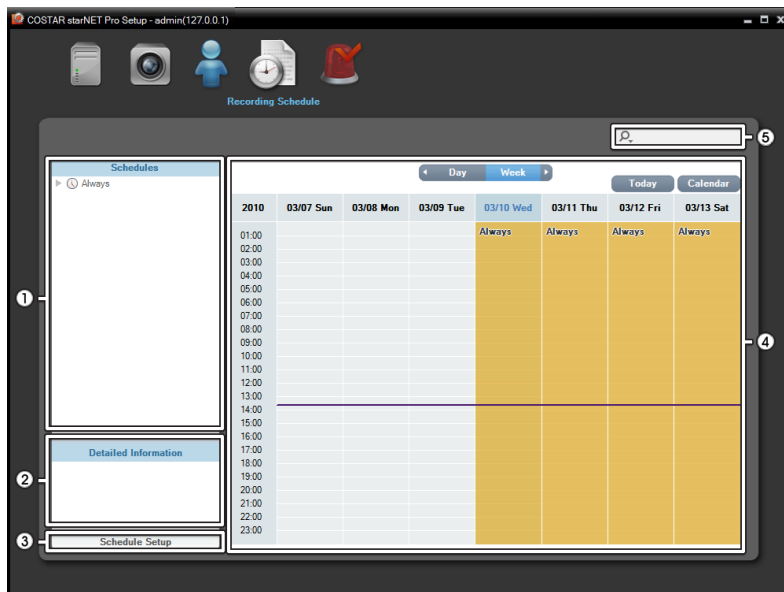 COSTAR starNET Pro Setup - admin(127.0.0.1)
Recording Schedule
5
Schedules
Always
Day Week
Today Calendar
2010 03/07 Sun 03/08 Mon 03/09 Tue 03/10 Wed 03/11 Thu 03/12 Fri 03/13 Sat
Always Always Always Always
01:00
02:00
03:00
04:00
05:00
1
06:00
07:00
08:00
09:00
4
10:00
11:00
12:00
13:00
14:00
15:00
16:00
Detailed Information
17:00
18:00
2
19:00
20:00
21:00
22:00
23:00
3
Schedule Setup